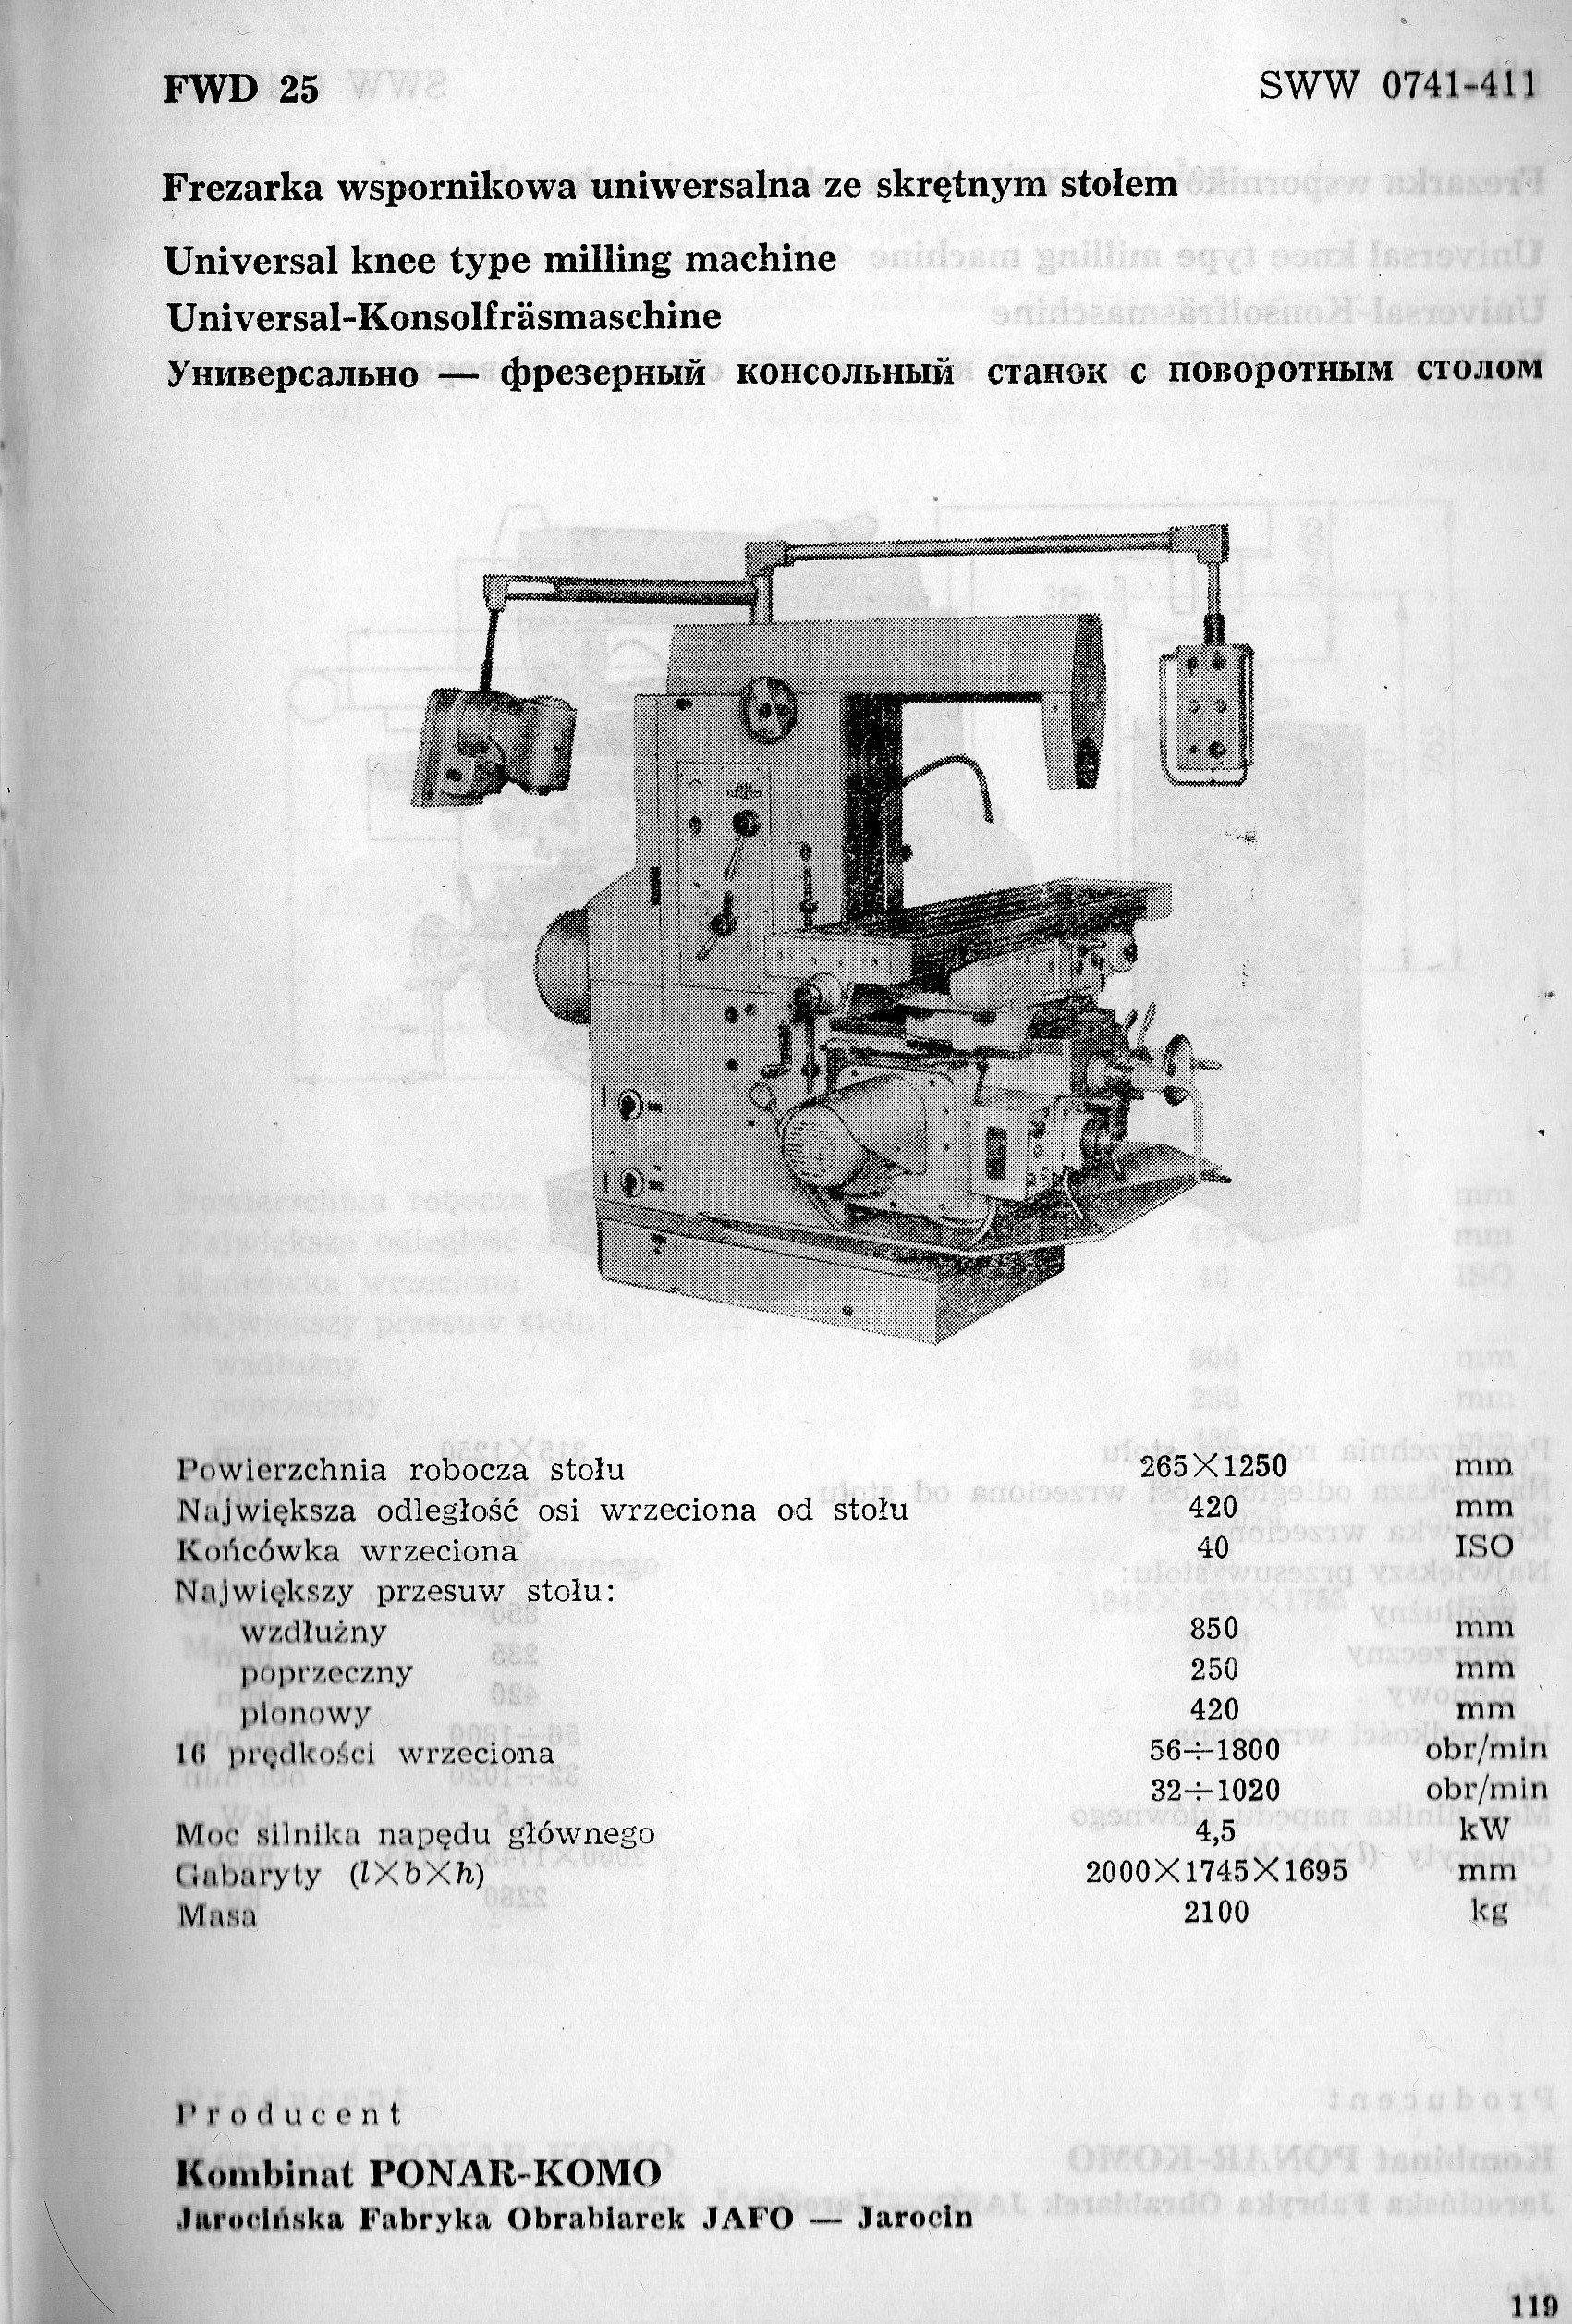 FWD 25 SWW 0741-411
Frezarka wspornikowa uniwersalna ze skrętnym stołem
Universal knee type milling machine
Universal-Konsolfräsmaschine
Универсально — фрезерный консольный станок с поворотным столом
Powierzchnia robocza stołu 265×1250 mm
Największa odległość osi wrzeciona od stołu 420 mm
Końcówka wrzeciona 40 ISO
Największy przesuw stołu:
wzdłużny 850 mm
poprzeczny 250 mm
pionowy 420 mm
16 prędkości wrzeciona 56÷1800 obr/min
32÷1020 obr/min
Moc silnika napędu głównego 4,5 kW
Gabaryty (l×b×h) 2000×1745×1695 mm
Masa 2100 kg
Producent
Kombinat PONAR-KOMO
Jarocińska Fabryka Obrabiarek JAFO — Jarocin
119